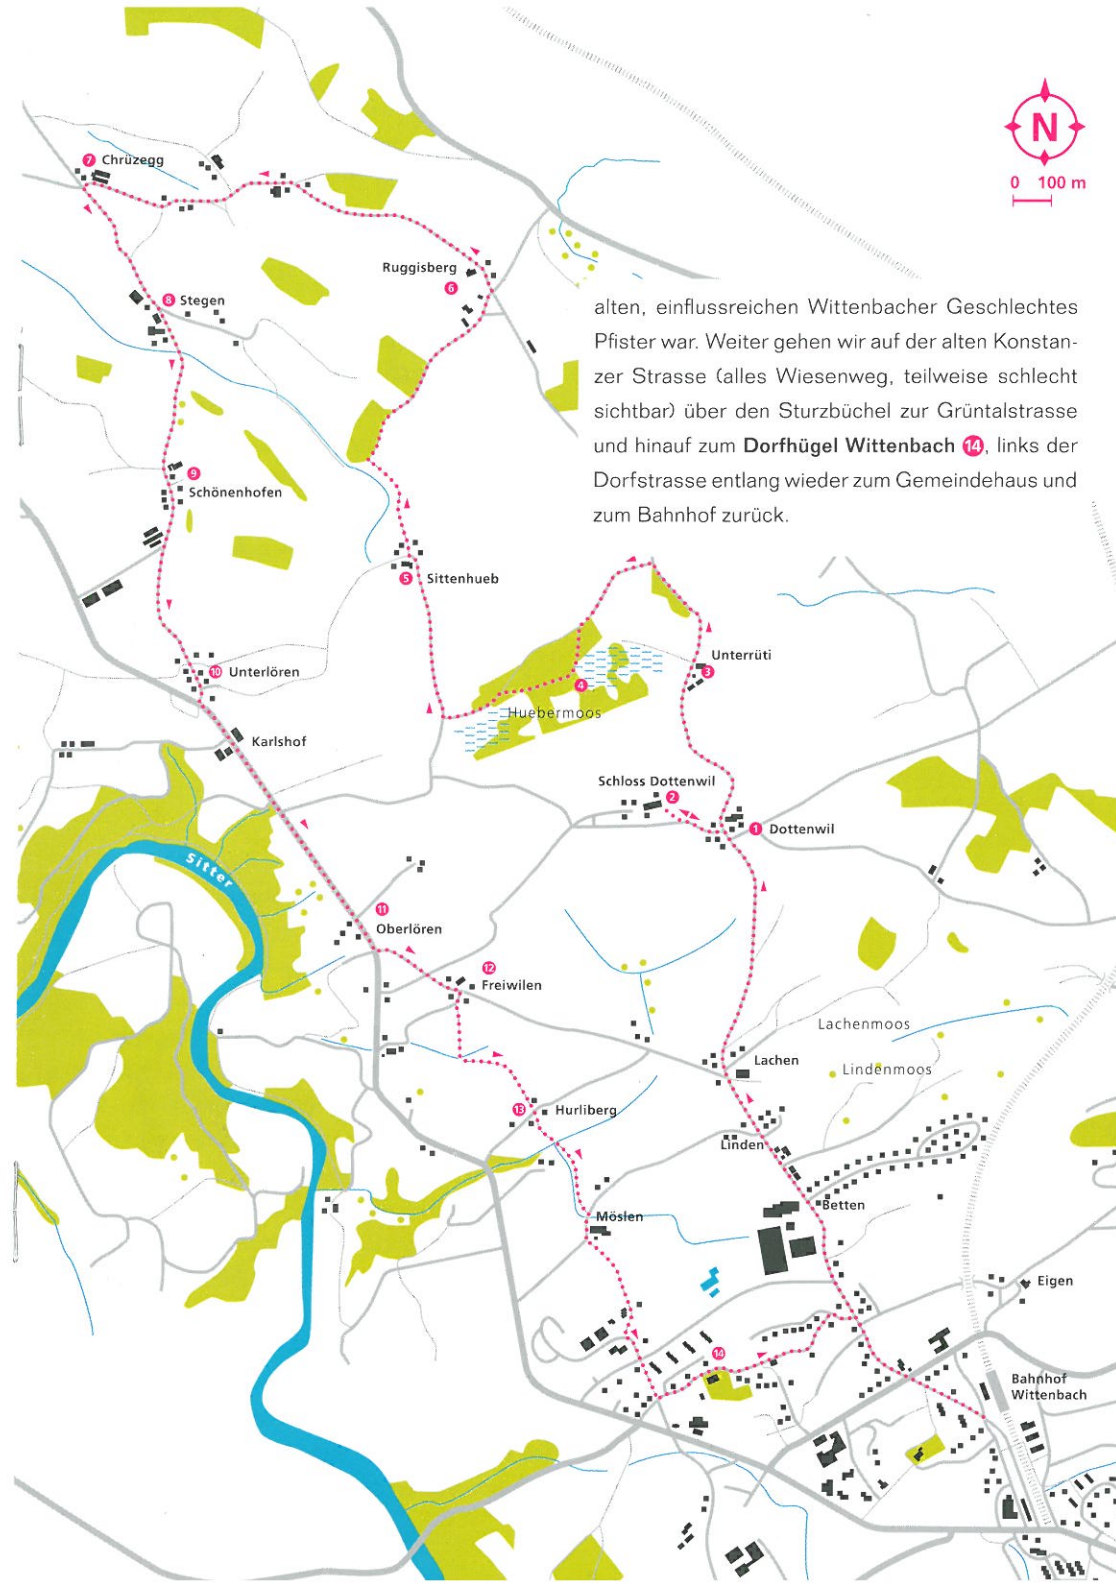 N
0 100 m
7 Chrüzegg
Ruggisberg
6
8 Stegen
alten, einflussreichen Wittenbacher Geschlechtes
Pfister war. Weiter gehen wir auf der alten Konstan-
zer Strasse (alles Wiesenweg, teilweise schlecht
sichtbar) über den Sturzbüchel zur Grüntalstrasse
und hinauf zum Dorfhügel Wittenbach 14, links der
Dorfstrasse entlang wieder zum Gemeindehaus und
zum Bahnhof zurück.
9
Schönenhofen
5 Sittenhueb
10 Unterlören
Unterrüti
3
4
Huebermoos
Karlshof
Schloss Dottenwil
2
1 Dottenwil
Sitter
11
Oberlören
12
Freiwilen
Lachenmoos
Lachen
Lindenmoos
13 Hurliberg
Linden
Betten
Möslen
Eigen
14
Bahnhof
Wittenbach